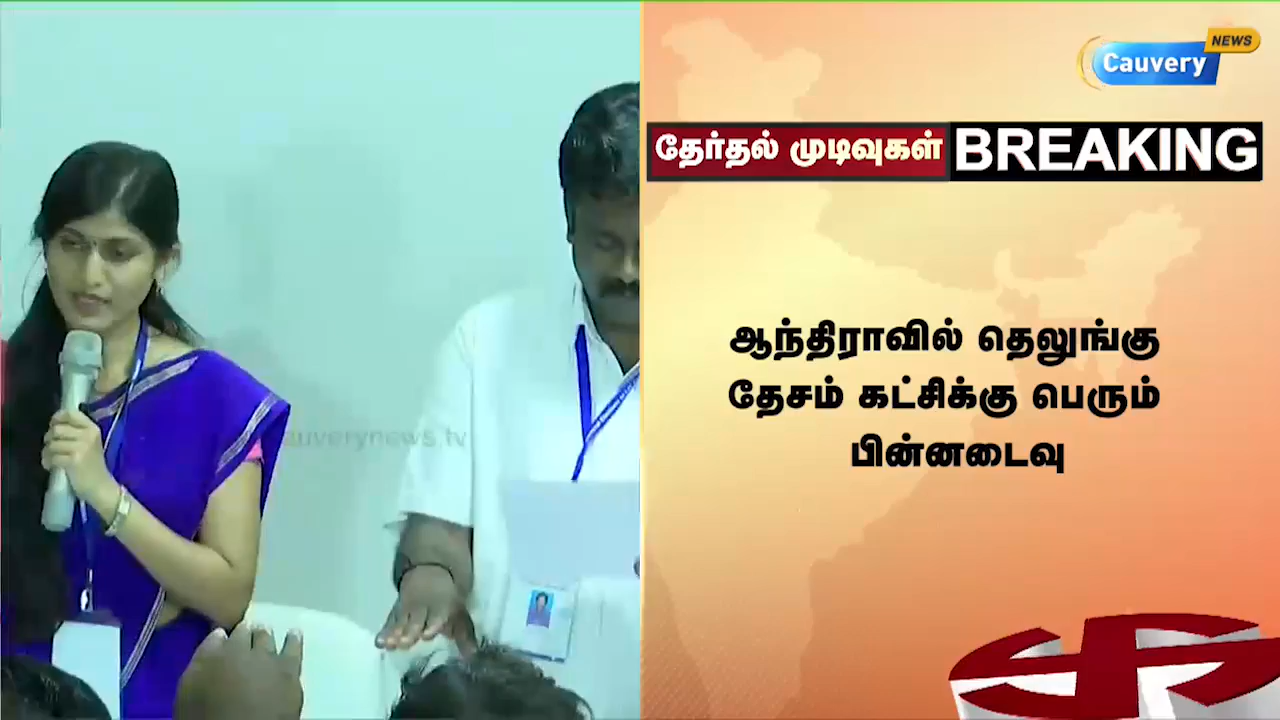 NEWS
Cauvery
தேர்தல் முடிவுகள் BREAKING
ஆந்திராவில் தெலுங்கு
தேசம் கட்சிக்கு பெரும்
பின்னடைவு
cauverynews.tv